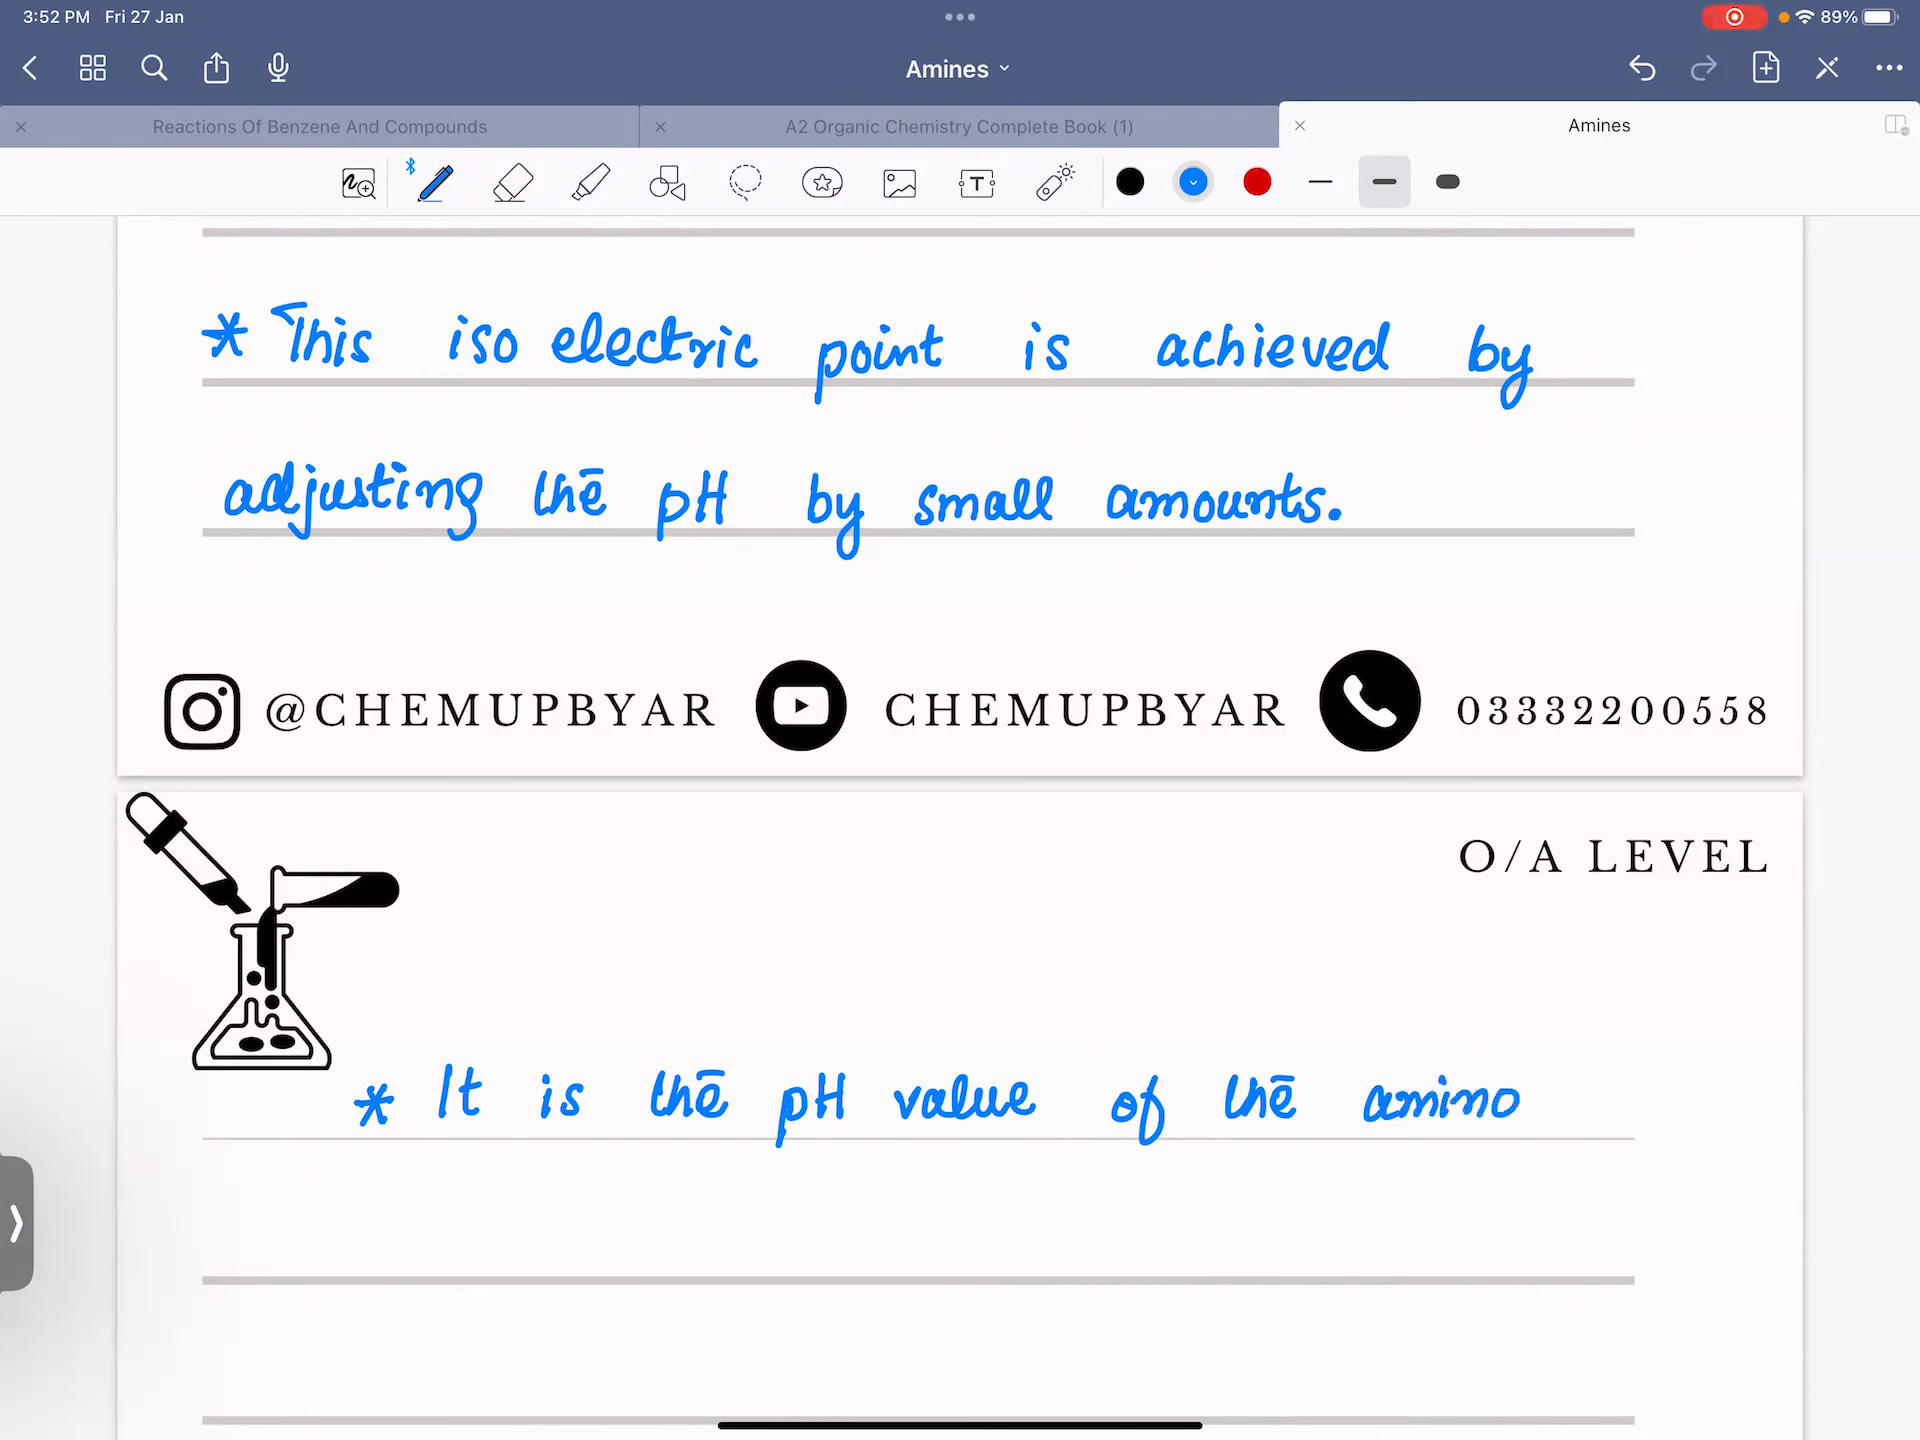 3:52 PM Fri 27 Jan
89%
Amines
Reactions Of Benzene And Compounds
A2 Organic Chemistry Complete Book (1)
Amines
* This iso electric point is achieved by
adjusting the pH by small amounts.
@CHEMUPBYAR CHEMUPBYAR 03332200558
O/A LEVEL
* It is the pH value of the amino